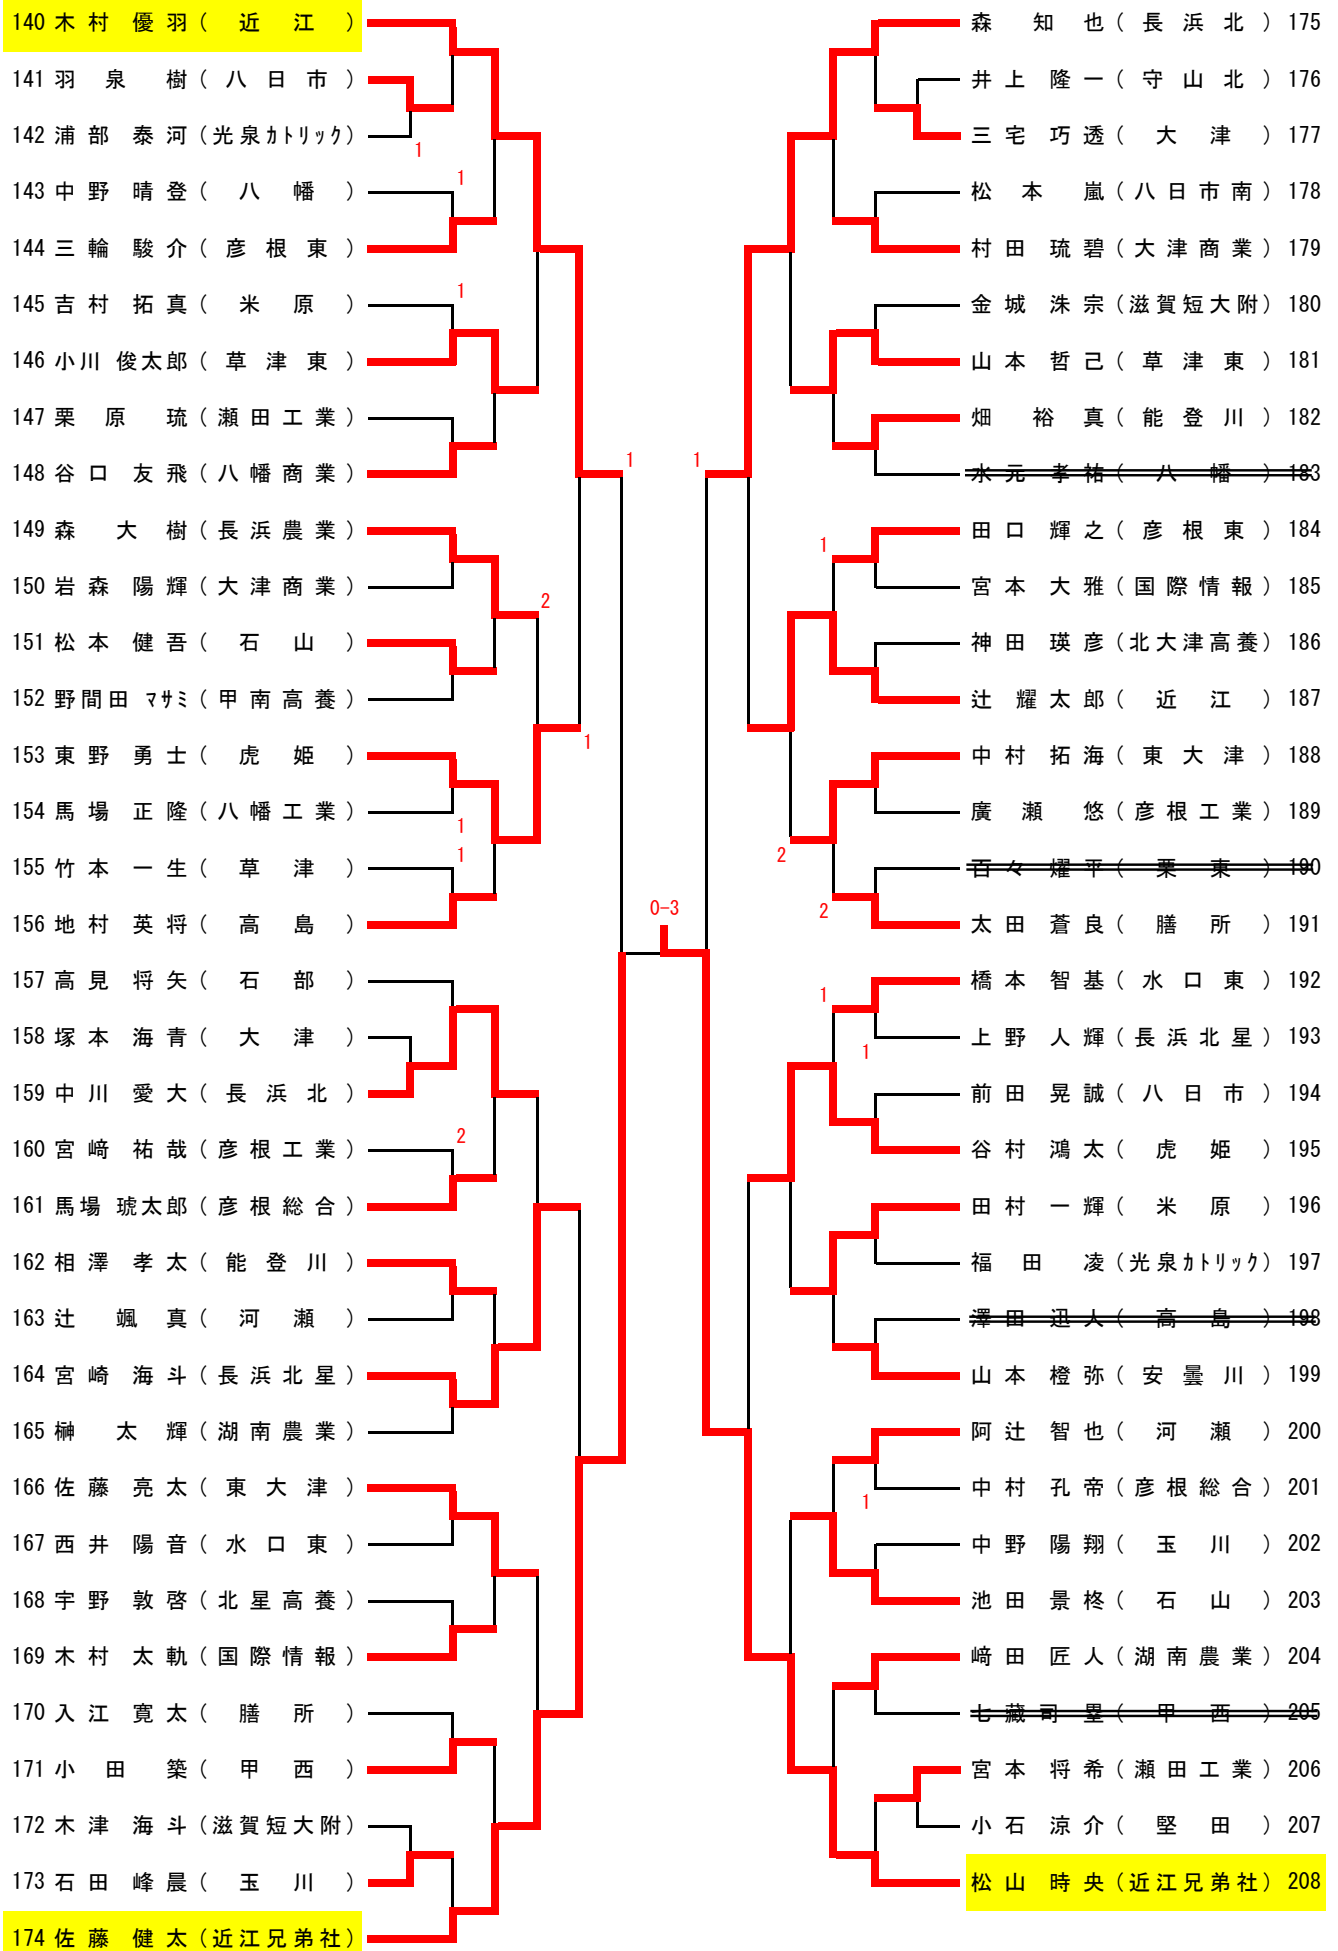 140 木村 優羽 ( 近 江 )
141 羽 泉 樹 ( 八 日 市 )
142 浦部 泰河 (光泉カトリック)
1
143 中野 晴登 ( 八 幡 )
1
144 三輪 駿介 ( 彦 根 東 )
145 吉村 拓真 ( 米 原 )
1
146 小川 俊太郎 ( 草 津 東 )
147 栗 原 琉 ( 瀬田工業 )
148 谷口 友飛 ( 八幡商業 )
1
149 森 大 樹 ( 長浜農業 )
150 岩森 陽輝 ( 大津商業 )
2
151 松本 健吾 ( 石 山 )
152 野間田 マサミ ( 甲南高養 )
1
153 東野 勇士 ( 虎 姫 )
154 馬場 正隆 ( 八幡工業 )
1
1
155 竹本 一生 ( 草 津 )
156 地村 英将 ( 高 島 )
157 高見 将矢 ( 石 部 )
158 塚本 海青 ( 大 津 )
159 中川 愛大 ( 長 浜 北 )
160 宮﨑 祐哉 ( 彦根工業 )
2
161 馬場 琥太郎 ( 彦根総合 )
162 相澤 孝太 ( 能 登 川 )
163 辻 颯 真 ( 河 瀬 )
164 宮崎 海斗 ( 長浜北星 )
165 榊 太 輝 ( 湖南農業 )
166 佐藤 亮太 ( 東 大 津 )
167 西井 陽音 ( 水 口 東 )
168 宇野 敦啓 ( 北星高養 )
169 木村 太軌 ( 国際情報 )
170 入江 寛太 ( 膳 所 )
171 小 田 築 ( 甲 西 )
172 木津 海斗 (滋賀短大附)
173 石田 峰晨 ( 玉 川 )
174 佐藤 健太 (近江兄弟社)
0-3
森 知 也 ( 長 浜 北 ) 175
井上 隆一 ( 守 山 北 ) 176
三宅 巧透 ( 大 津 ) 177
松 本 嵐 ( 八日市南 ) 178
村田 琉碧 ( 大津商業 ) 179
金城 洙宗 (滋賀短大附) 180
山本 哲己 ( 草 津 東 ) 181
畑 裕 真 ( 能 登 川 ) 182
1
水元 孝祐 ( 八 幡 ) 183
田口 輝之 ( 彦 根 東 ) 184
1
宮本 大雅 ( 国際情報 ) 185
神田 瑛彦 (北大津高養) 186
辻 耀太郎 ( 近 江 ) 187
中村 拓海 ( 東 大 津 ) 188
廣 瀬 悠 ( 彦根工業 ) 189
2
百々 燿平 ( 栗 東 ) 190
2
太田 蒼良 ( 膳 所 ) 191
橋本 智基 ( 水 口 東 ) 192
1
上野 人輝 ( 長浜北星 ) 193
1
前田 晃誠 ( 八 日 市 ) 194
谷村 鴻太 ( 虎 姫 ) 195
田村 一輝 ( 米 原 ) 196
福 田 凌 (光泉カトリック) 197
澤田 迅人 ( 高 島 ) 198
山本 橙弥 ( 安 曇 川 ) 199
阿辻 智也 ( 河 瀬 ) 200
中村 孔帝 ( 彦根総合 ) 201
1
中野 陽翔 ( 玉 川 ) 202
池田 景柊 ( 石 山 ) 203
﨑田 匠人 ( 湖南農業 ) 204
七藏司 塁 ( 甲 西 ) 205
宮本 将希 ( 瀬田工業 ) 206
小石 涼介 ( 堅 田 ) 207
松山 時央 (近江兄弟社) 208